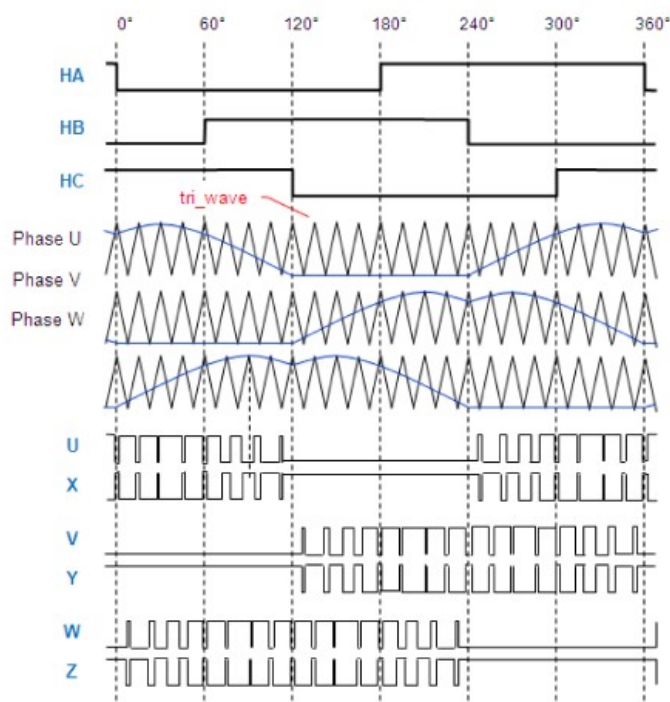 0° 60° 120° 180° 240° 300° 360°
HA
HB
HC
tri_wave
Phase U
Phase V
Phase W
U
X
V
Y
W
Z